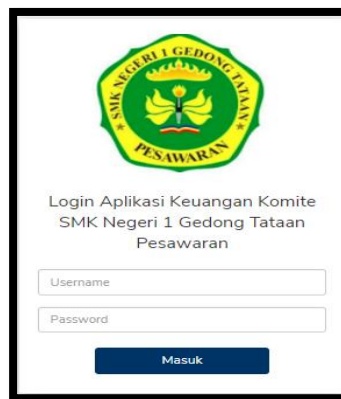 SMK NEGERI 1 GEDONG TATAAN
PESAWARAN
Login Aplikasi Keuangan Komite
SMK Negeri 1 Gedong Tataan
Pesawaran
Username
Password
Masuk